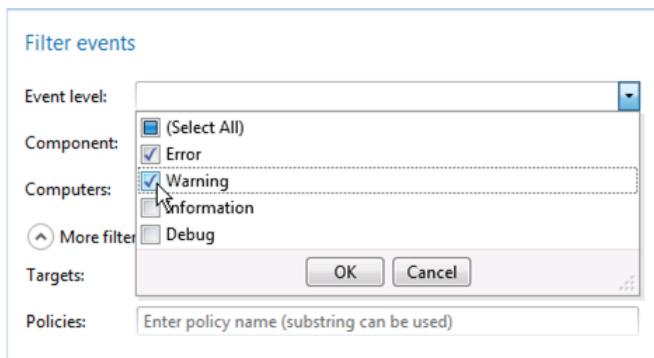 Filter events
Event level:
(Select All)
Component:
Error
Warning
Computers:
Information
More filter
Debug
OK Cancel
Targets:
Policies: Enter policy name (substring can be used)